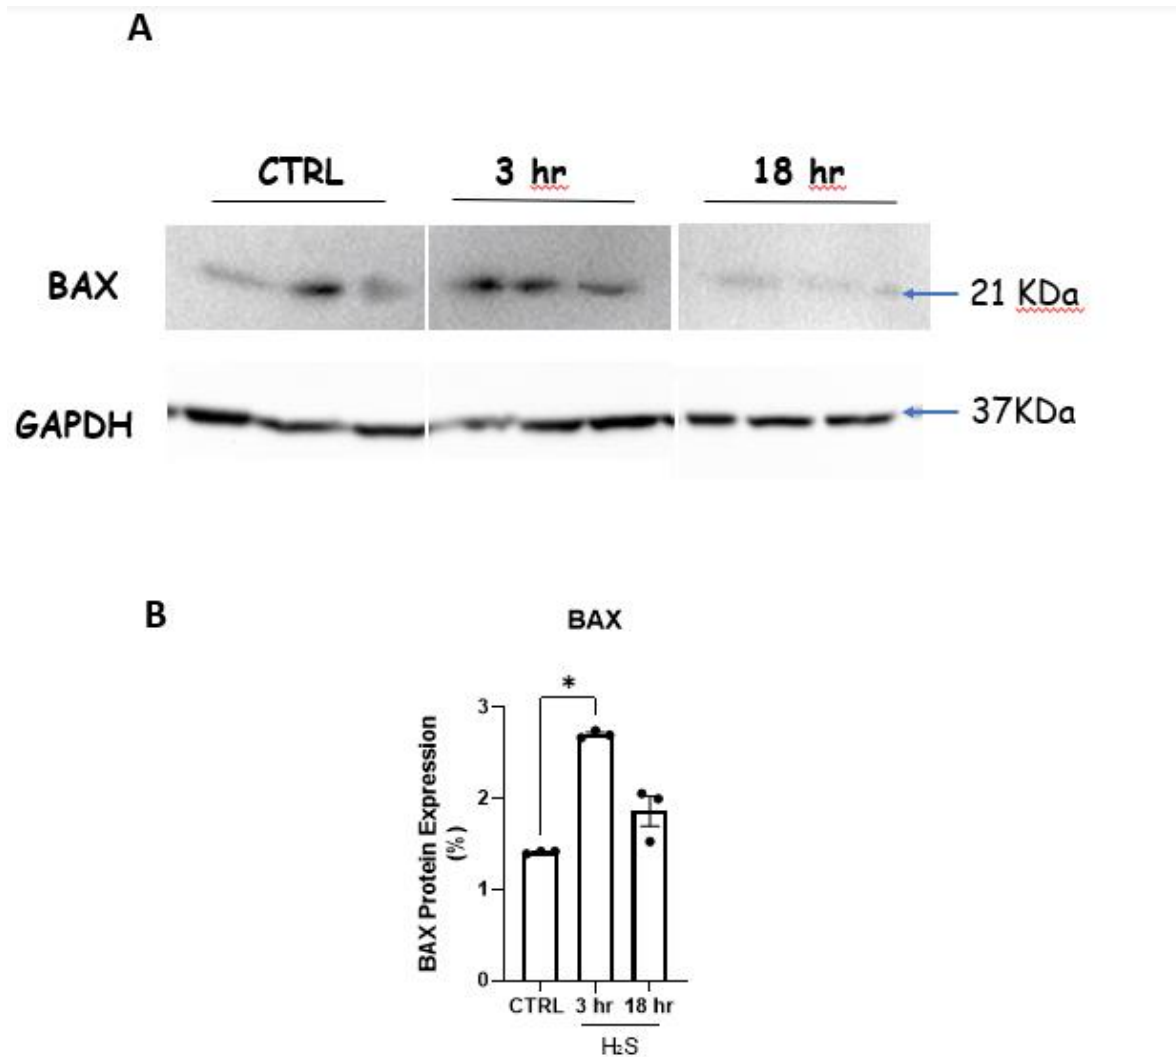 A
CTRL 3 hr 18 hr
BAX 21 KDa
GAPDH 37KDa
B
BAX
*
BAX Protein Expression
(%)
3
2
1
0
CTRL 3 hr 18 hr
H₂S